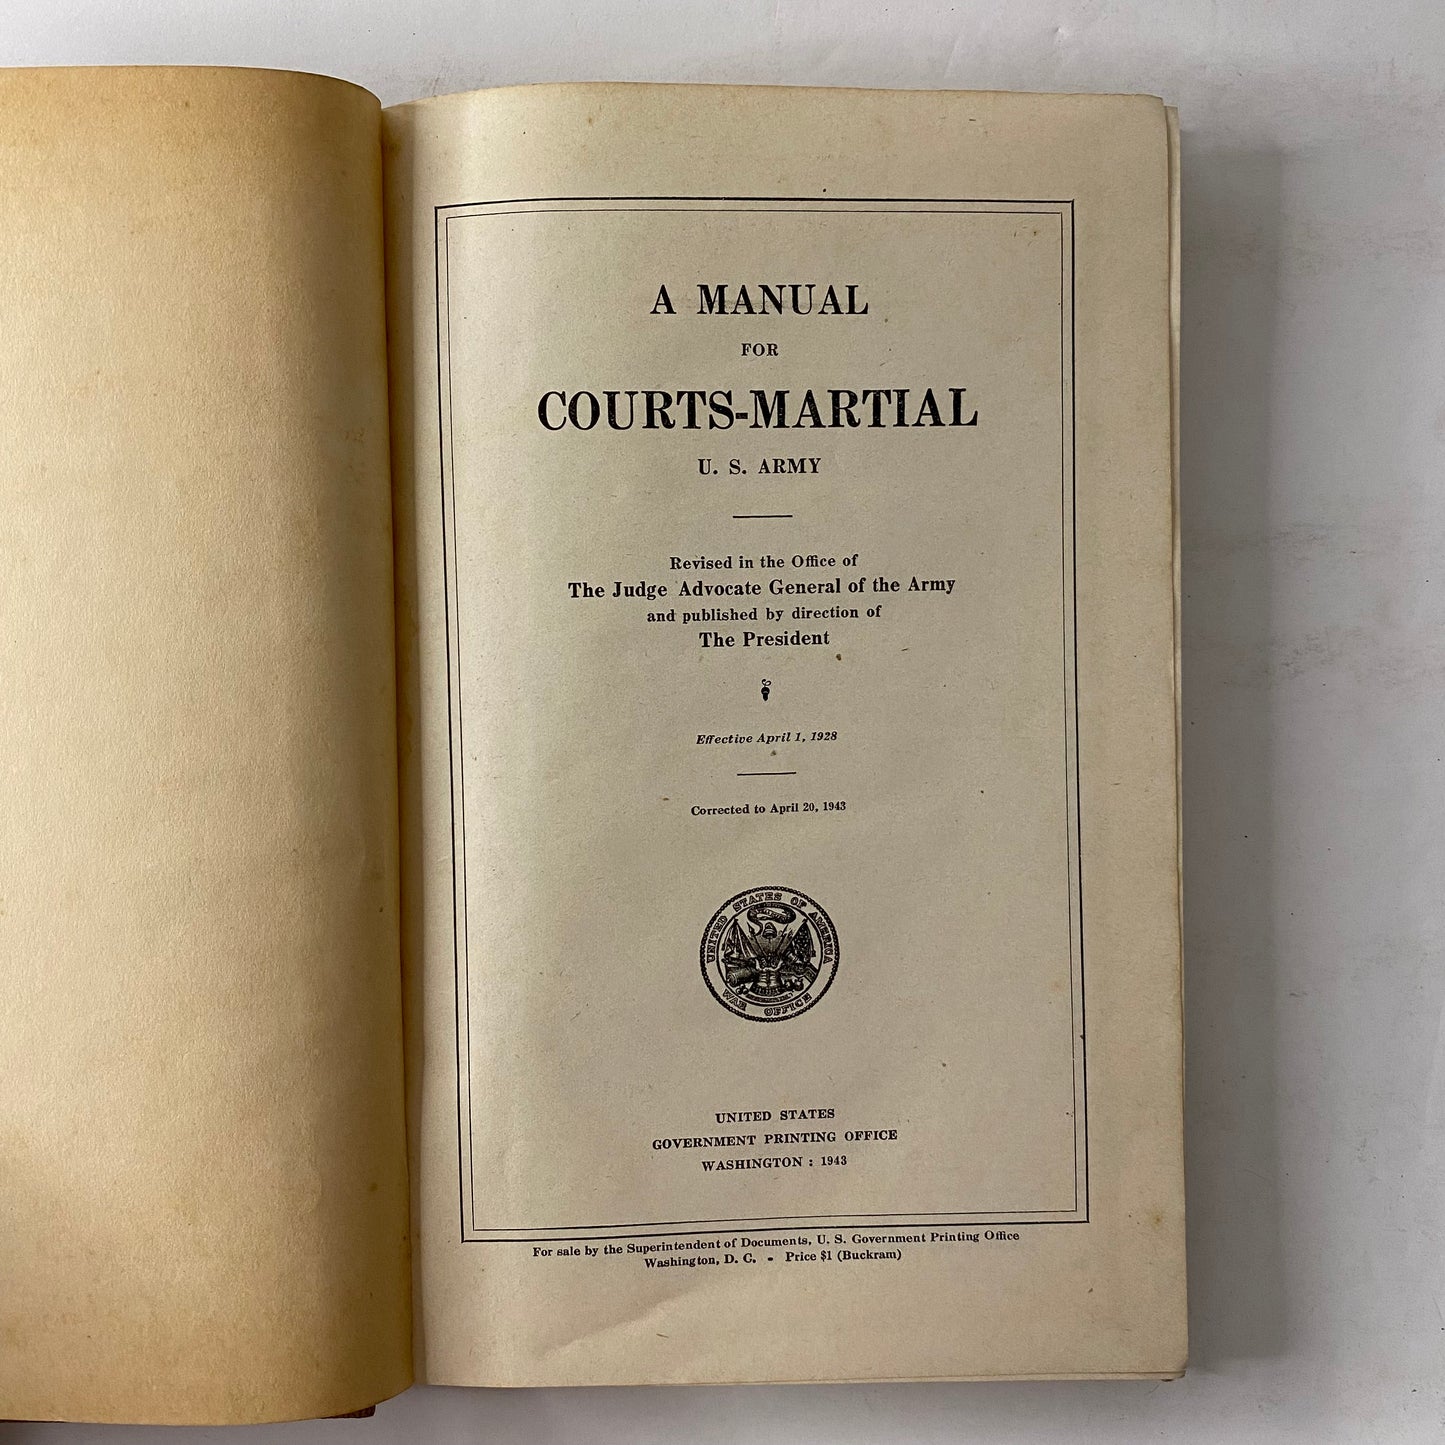 A MANUAL
FOR
COURTS-MARTIAL
U. S. ARMY
Revised in the Office of
The Judge Advocate General of the Army
and published by direction of
The President
Effective April 1, 1928
Corrected to April 20, 1943
UNITED STATES OF AMERICA
WAR OFFICE
UNITED STATES
GOVERNMENT PRINTING OFFICE
WASHINGTON : 1943
For sale by the Superintendent of Documents, U. S. Government Printing Office
Washington, D. C. - Price $1 (Buckram)